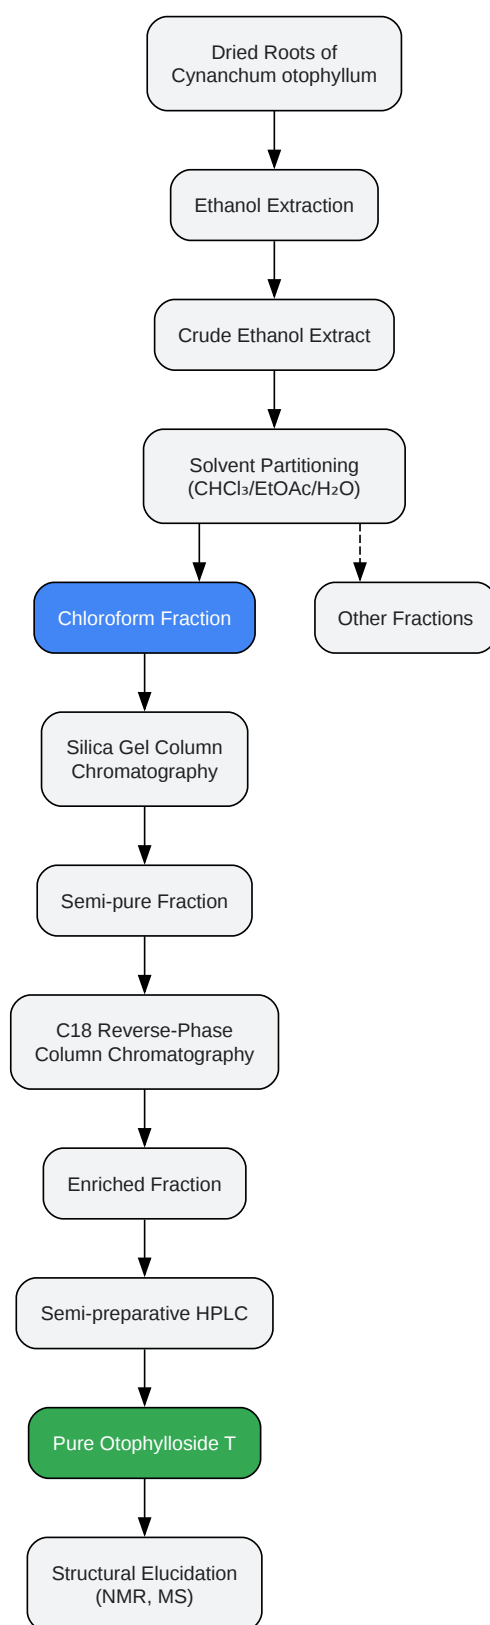 Dried Roots of
Cynanchum otophyllum
Ethanol Extraction
Crude Ethanol Extract
Solvent Partitioning
(CHCl₃/EtOAc/H₂O)
Chloroform Fraction
Other Fractions
Silica Gel Column
Chromatography
Semi-pure Fraction
C18 Reverse-Phase
Column Chromatography
Enriched Fraction
Semi-preparative HPLC
Pure Otophylloside T
Structural Elucidation
(NMR, MS)